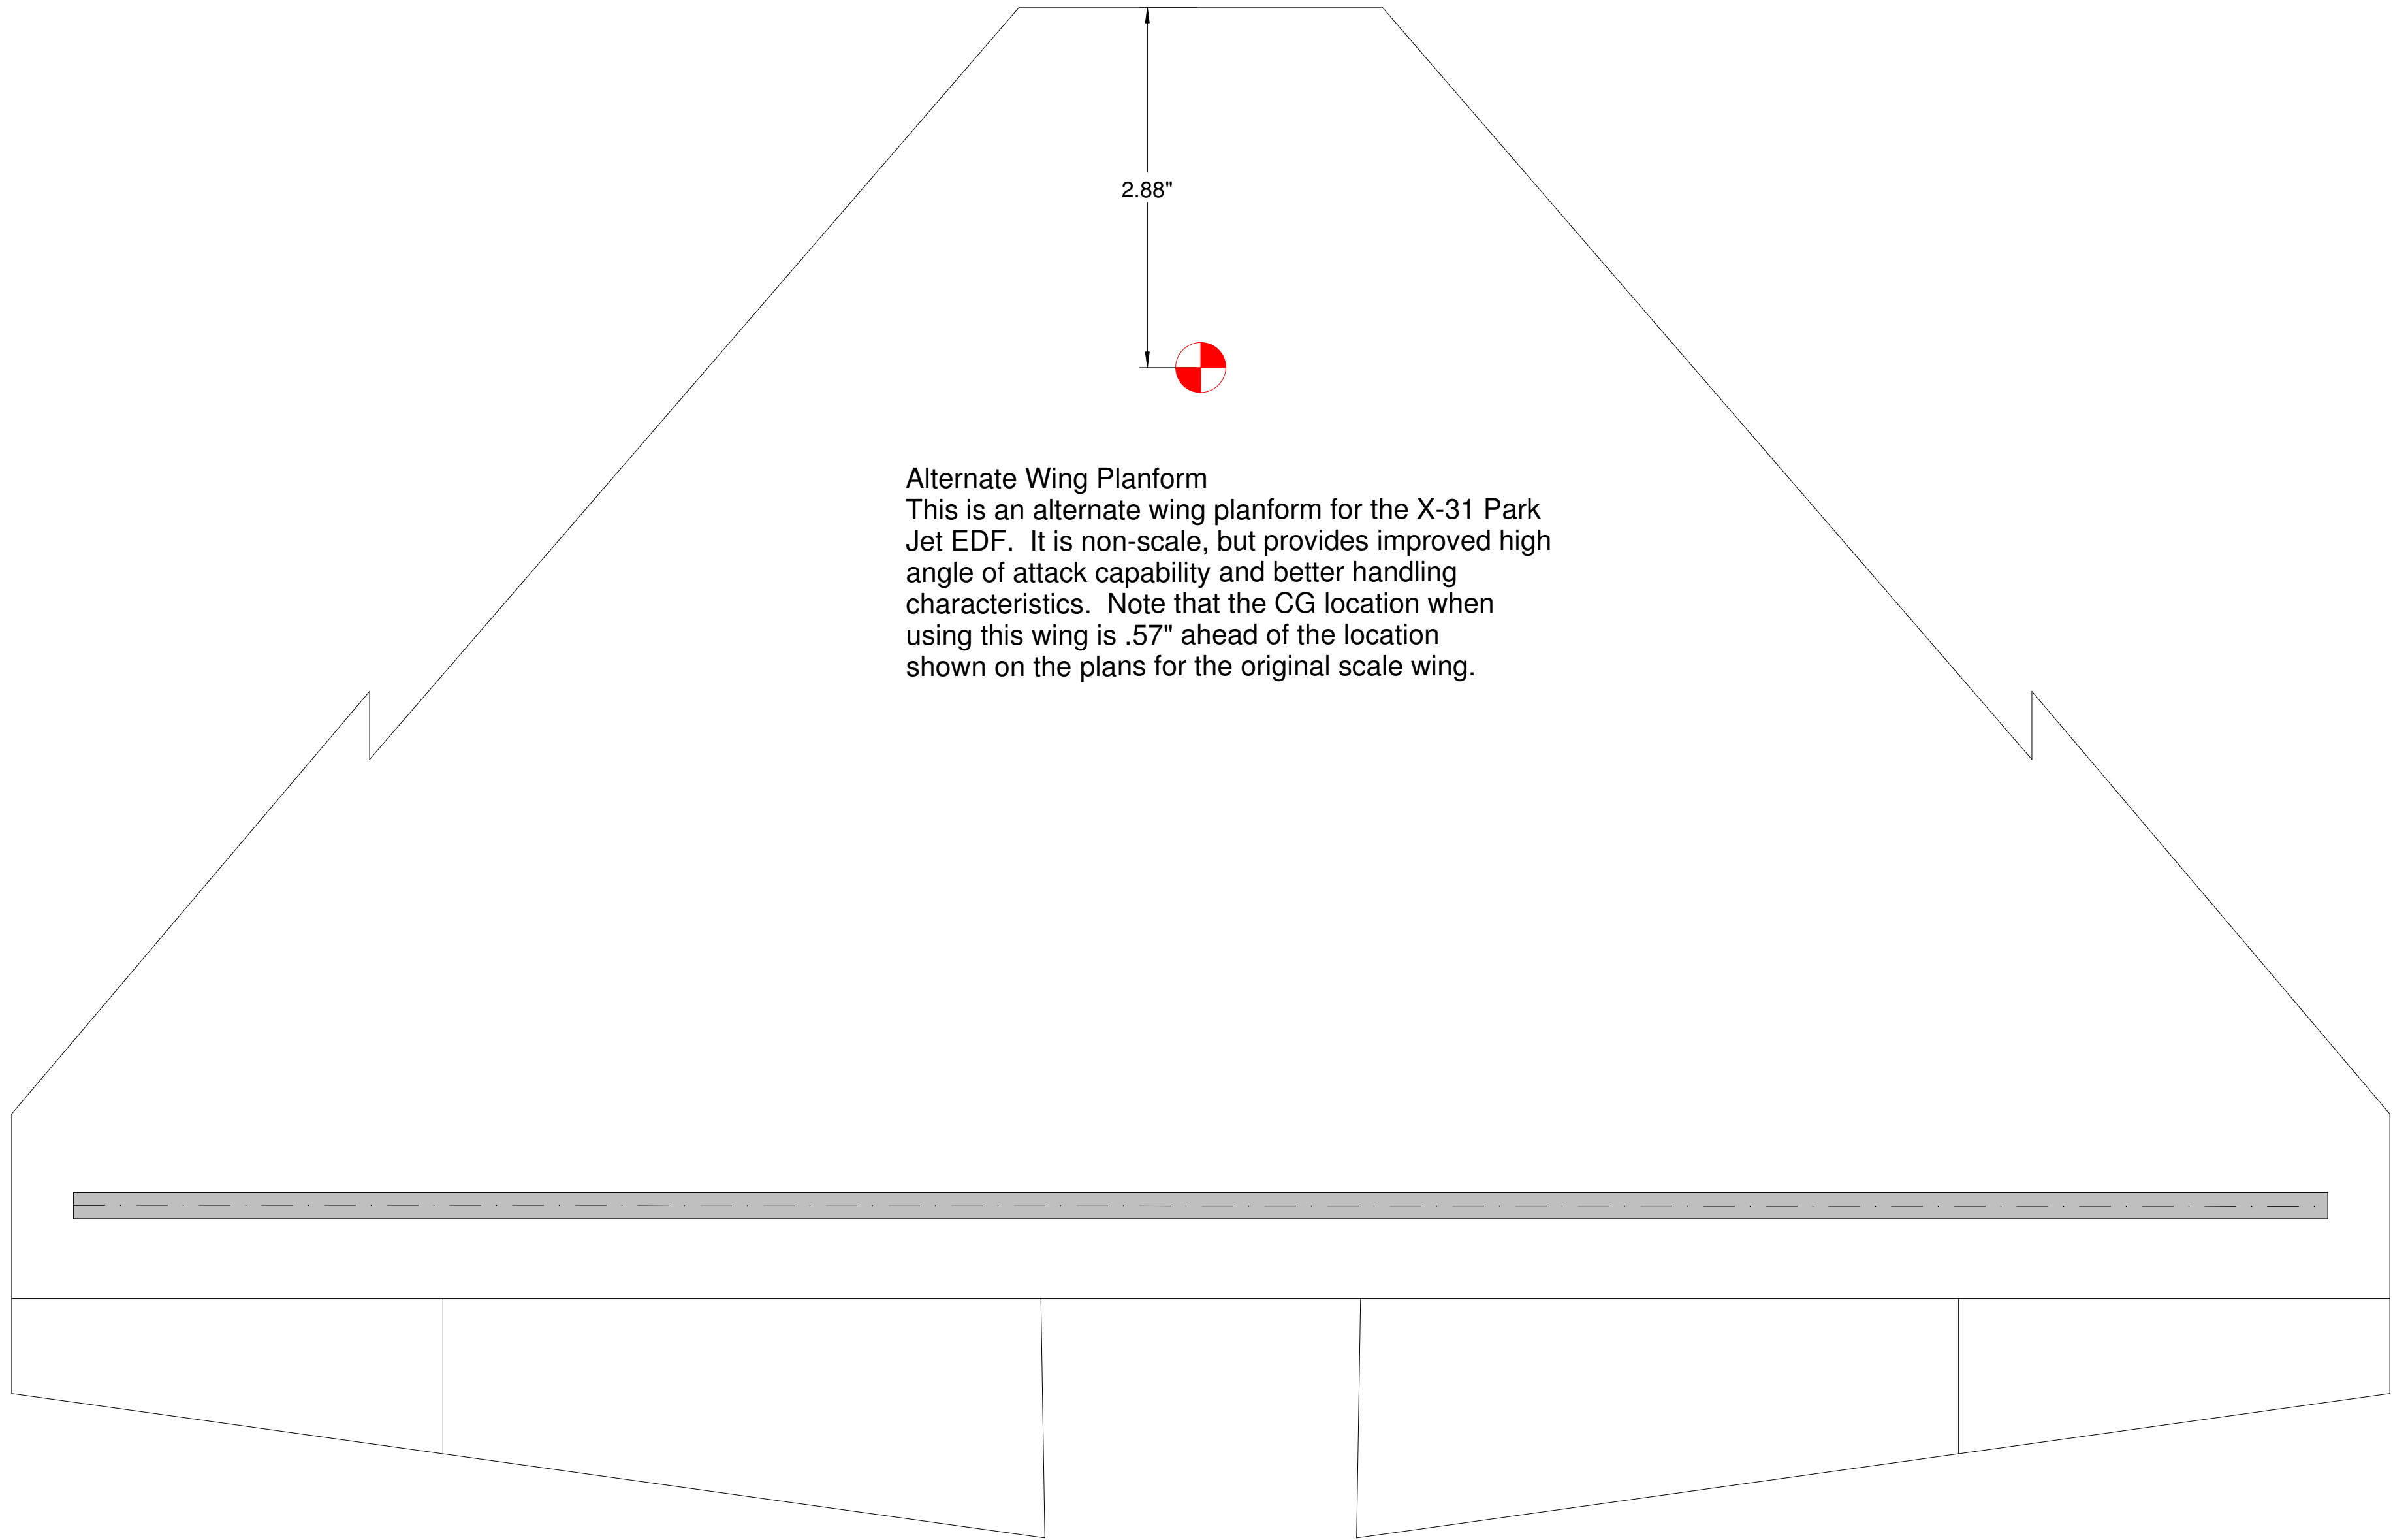 2.88"
Alternate Wing Planform
This is an alternate wing planform for the X-31 Park
Jet EDF.  It is non-scale, but provides improved high
angle of attack capability and better handling
characteristics.  Note that the CG location when
using this wing is .57" ahead of the location
shown on the plans for the original scale wing.